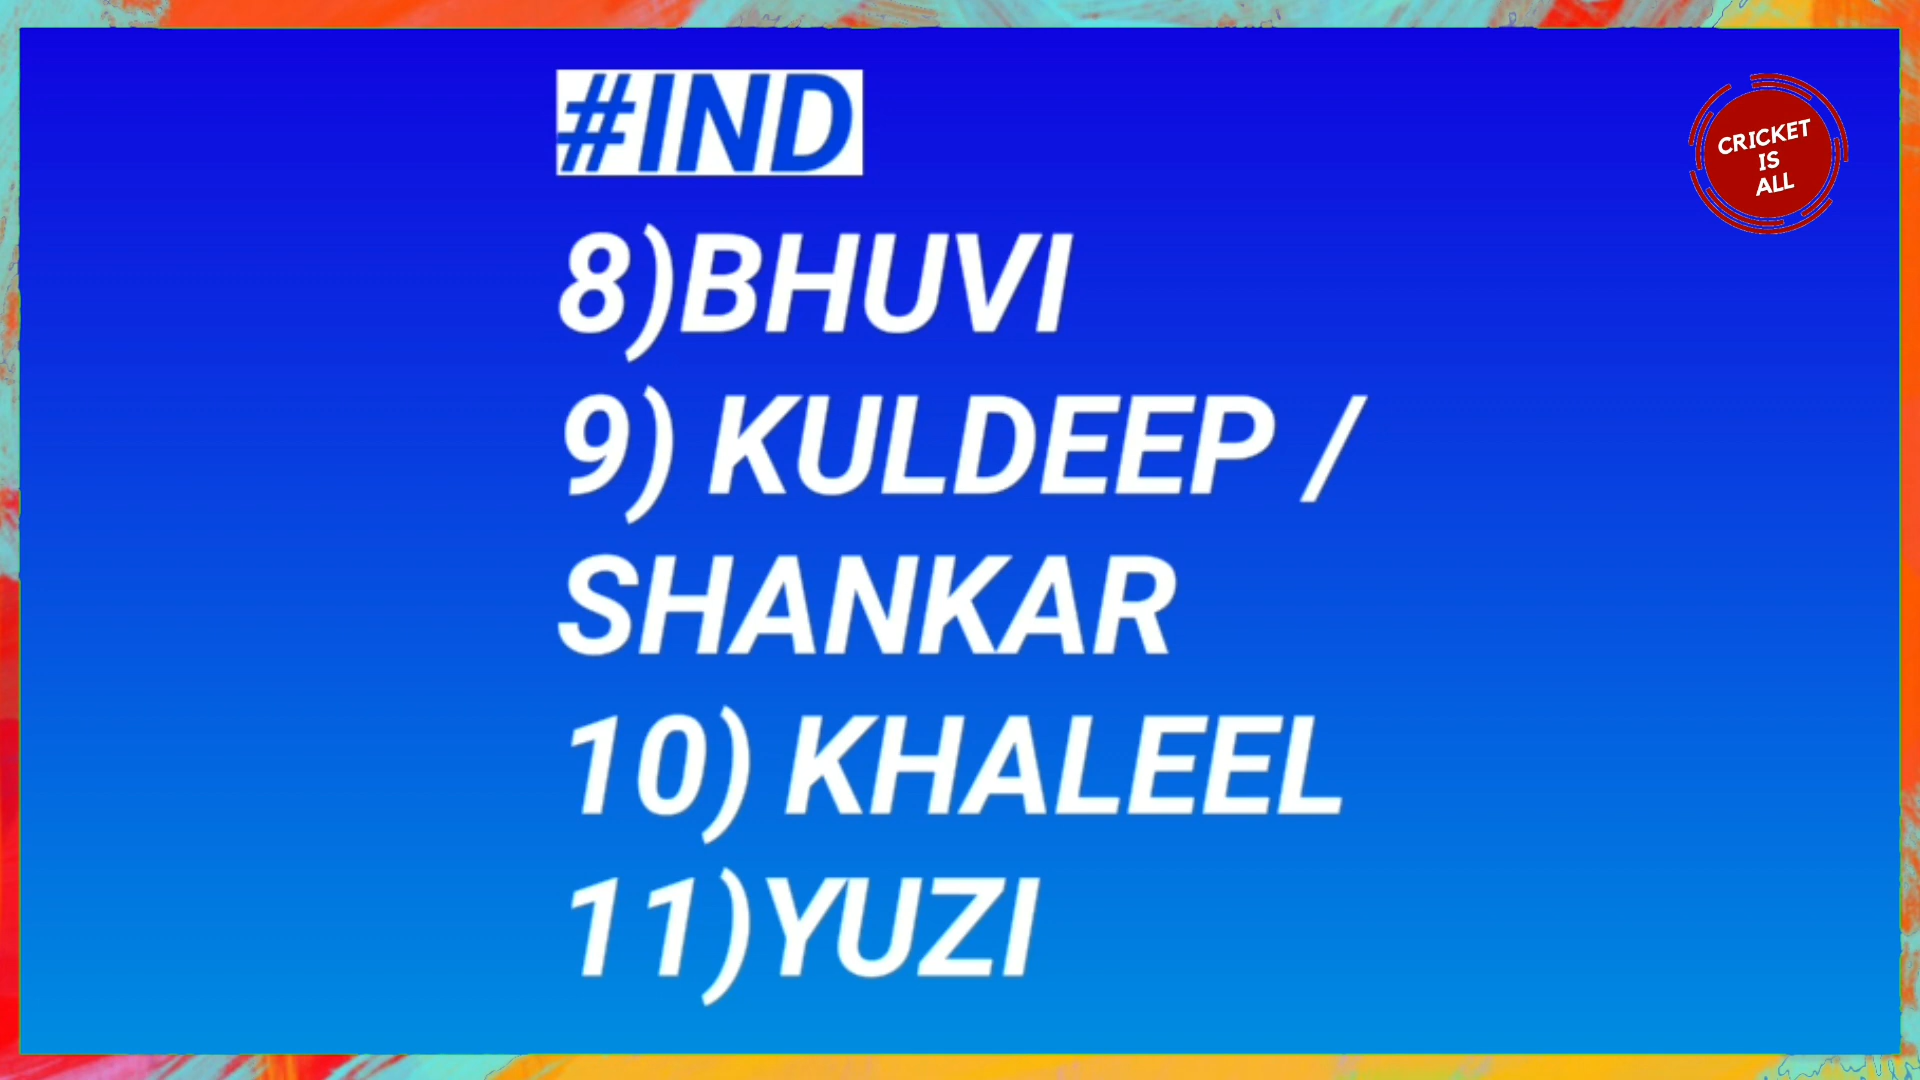 #IND
8)BHUVI
9) KULDEEP /
SHANKAR
10) KHALEEL
11)YUZI
CRICKET
IS
ALL